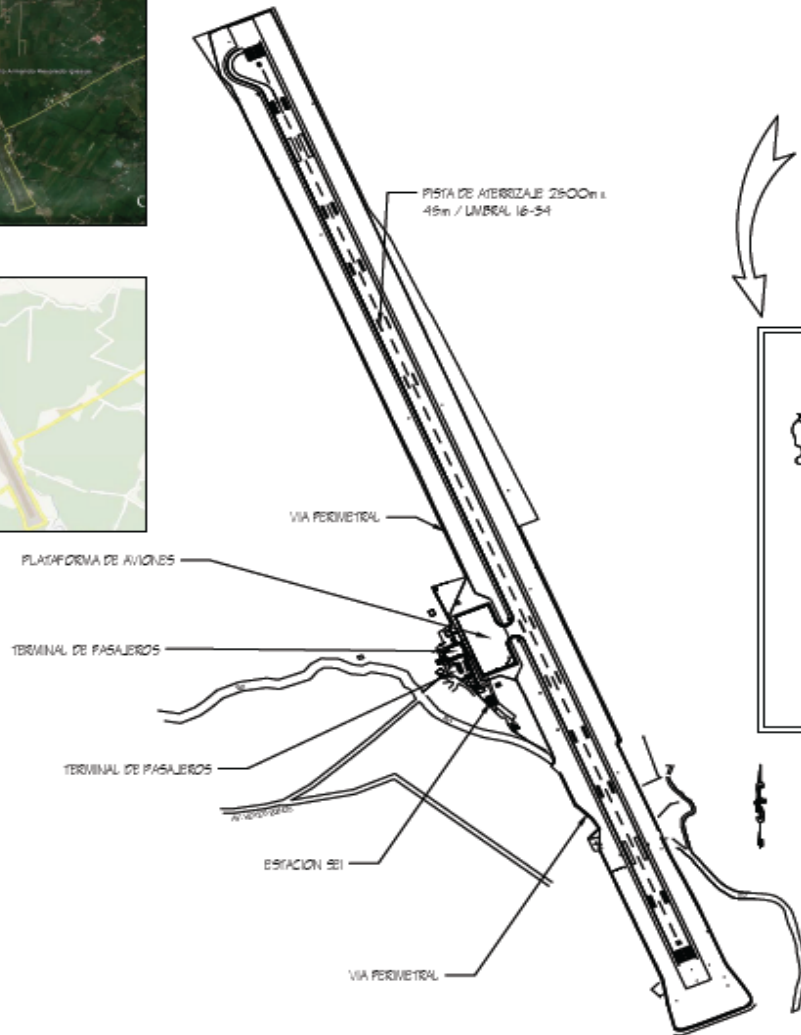 PISTA DE ATERRIZAJE 2500m x
45m / UMBRAL 16-34
VIA PERIMETRAL
PLATAFORMA DE AVIONES
TERMINAL DE PASAJEROS
TERMINAL DE PASAJEROS
ESTACION SEI
VIA PERIMETRAL